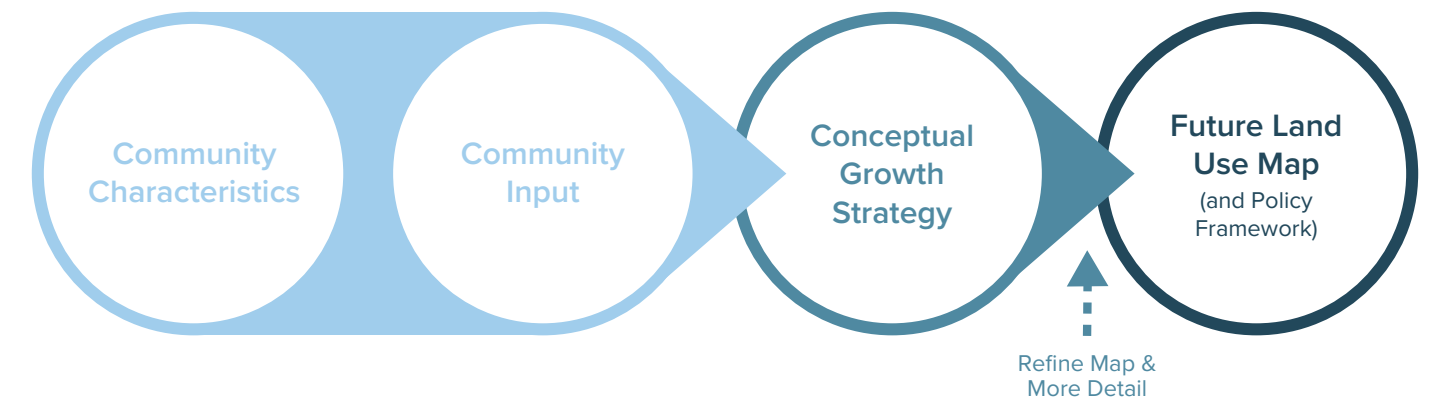 Community
Characteristics
Community
Input
Conceptual
Growth
Strategy
Future Land
Use Map
(and Policy
Framework)
Refine Map &
More Detail